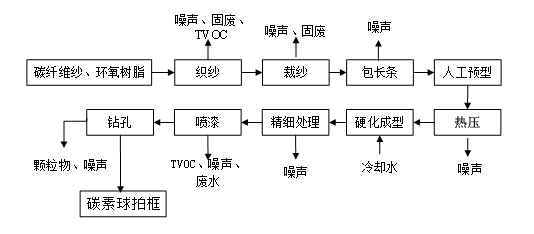 噪声、固废、
TVOC
噪声、固废
噪声
碳纤维纱、环氧树脂
织纱
裁纱
包长条
人工预型
钻孔
喷漆
精细处理
硬化成型
热压
颗粒物、噪声
TVOC、噪声、
废水
噪声
冷却水
噪声
碳素球拍框